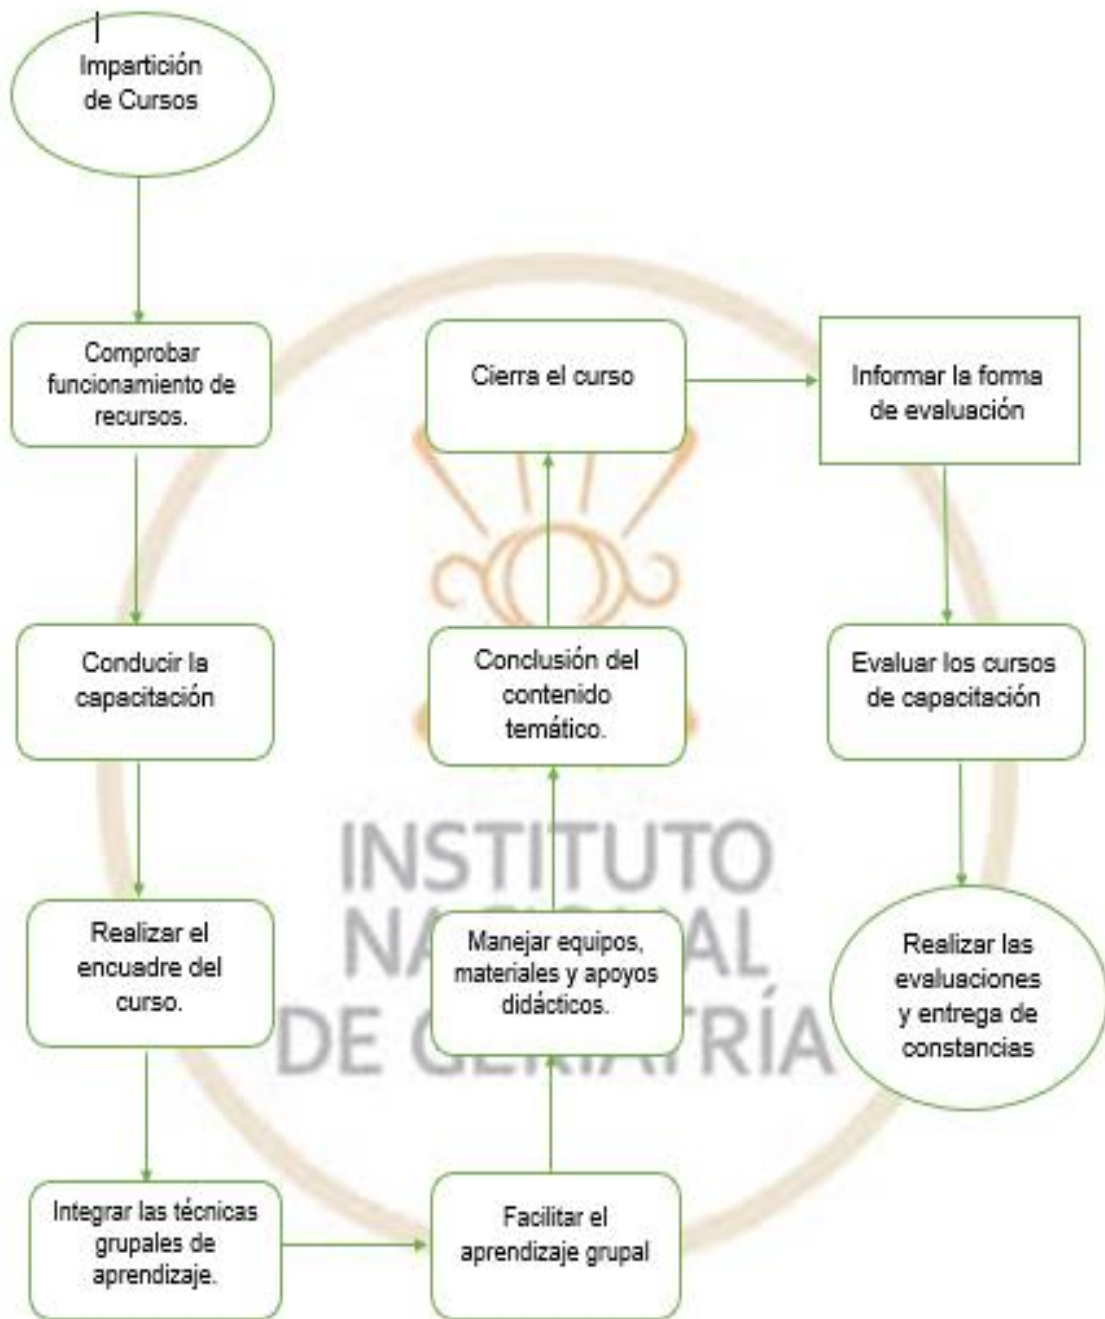 Impartición
de Cursos
Comprobar
funcionamiento de
recursos.
Conducir la
capacitación
Realizar el
encuadre del
curso.
Integrar las técnicas
grupales de
aprendizaje.
Facilitar el
aprendizaje grupal
Manejar equipos,
materiales y apoyos
didácticos.
Conclusión del
contenido
temático.
Cierra el curso
Informar la forma
de evaluación
Evaluar los cursos
de capacitación
Realizar las
evaluaciones
y entrega de
constancias
INSTITUTO
NACIONAL
DE GERIATRÍA